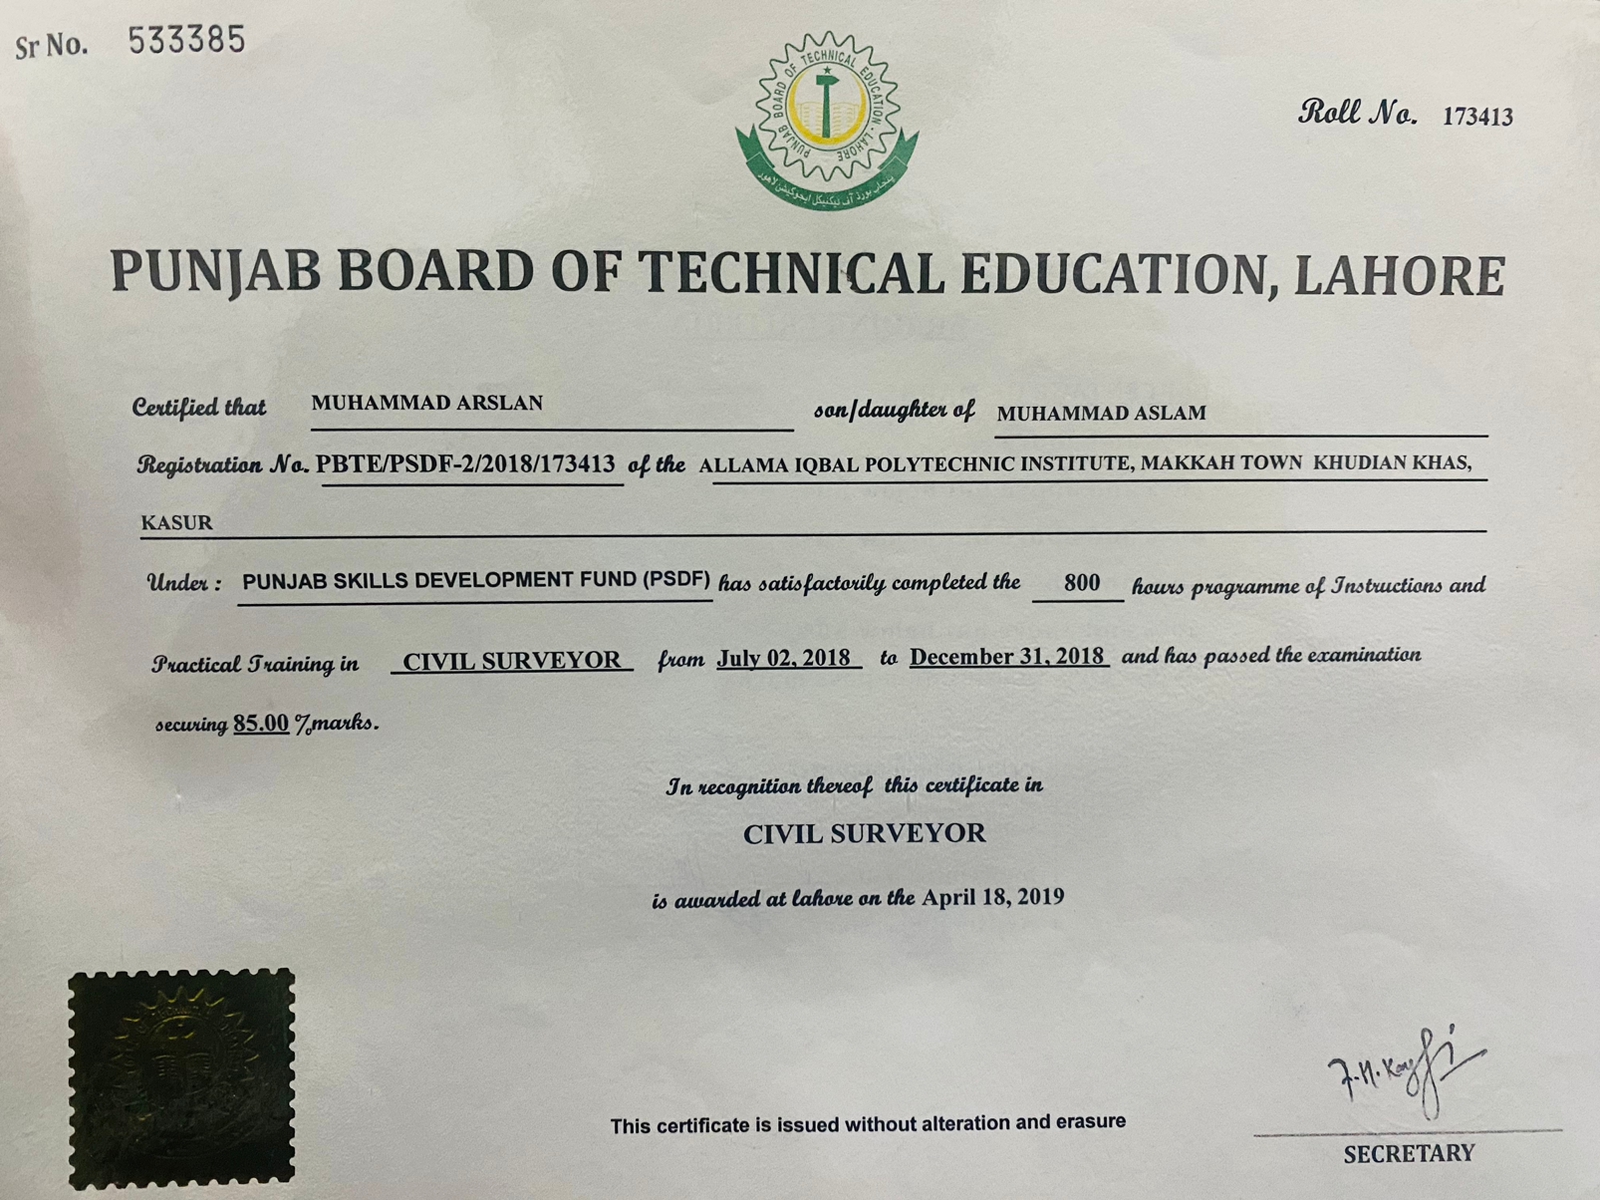 Sr No. 533385
PUNJAB BOARD OF TECHNICAL EDUCATION - LAHORE
پنجاب بورڈ آف ٹیکنیکل ایجوکیشن لاہور
Roll No. 173413
PUNJAB BOARD OF TECHNICAL EDUCATION, LAHORE
Certified that MUHAMMAD ARSLAN son/daughter of MUHAMMAD ASLAM
Registration No. PBTE/PSDF-2/2018/173413 of the ALLAMA IQBAL POLYTECHNIC INSTITUTE, MAKKAH TOWN KHUDIAN KHAS,
KASUR
Under : PUNJAB SKILLS DEVELOPMENT FUND (PSDF) has satisfactorily completed the 800 hours programme of Instructions and
Practical Training in CIVIL SURVEYOR from July 02, 2018 to December 31, 2018 and has passed the examination
securing 85.00 % marks.
In recognition thereof this certificate in
CIVIL SURVEYOR
is awarded at lahore on the April 18, 2019
This certificate is issued without alteration and erasure
SECRETARY